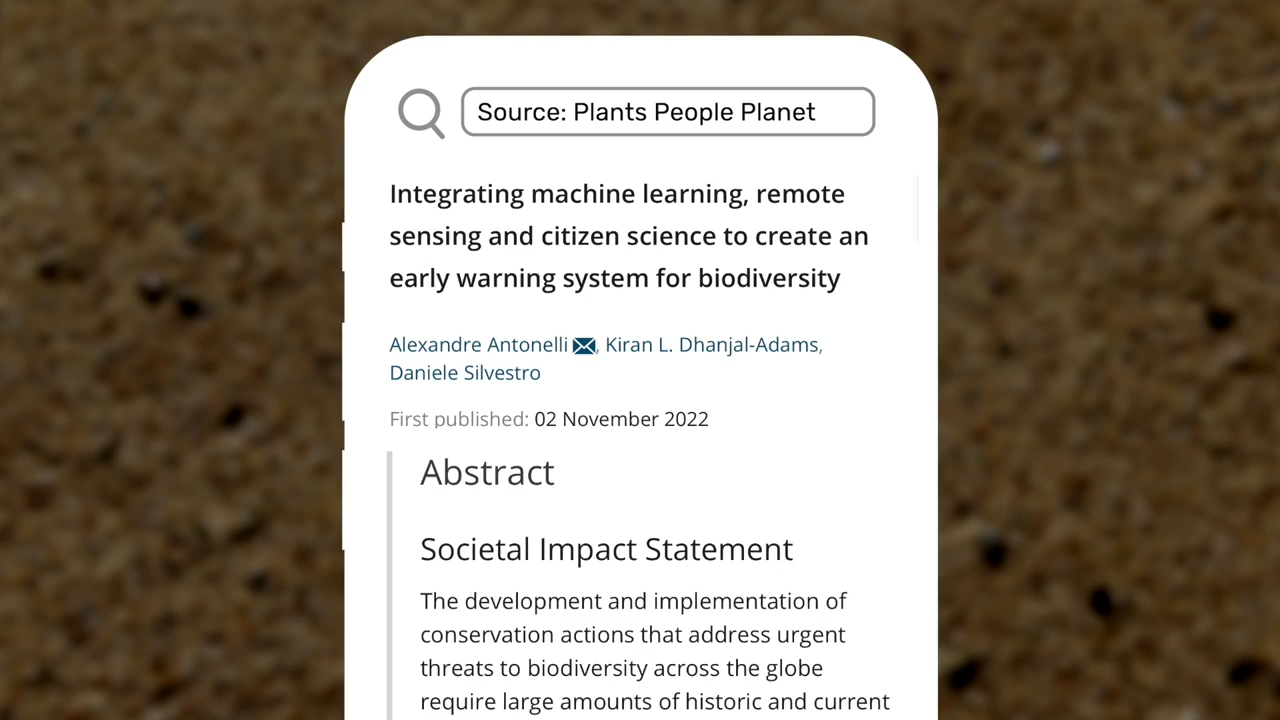 Source: Plants People Planet
Integrating machine learning, remote
sensing and citizen science to create an
early warning system for biodiversity
Alexandre Antonelli, Kiran L. Dhanjal-Adams,
Daniele Silvestro
First published: 02 November 2022
Abstract
Societal Impact Statement
The development and implementation of
conservation actions that address urgent
threats to biodiversity across the globe
require large amounts of historic and current